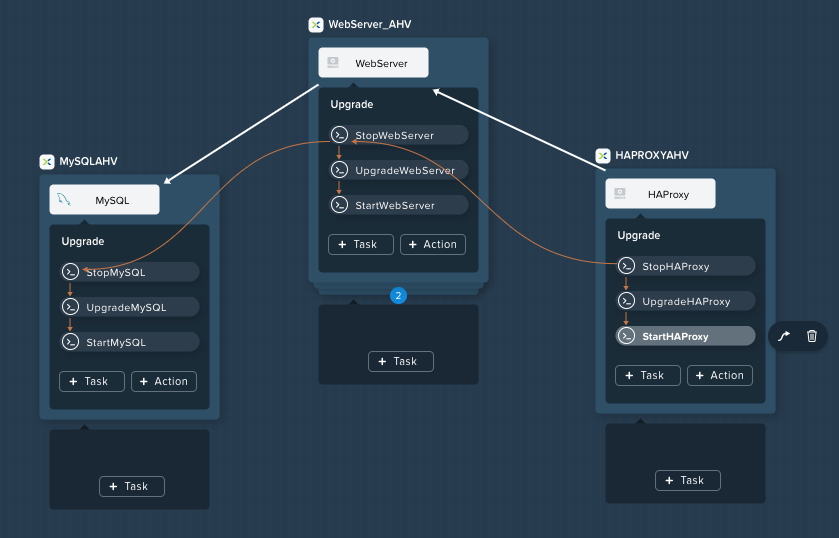 WebServer_AHV
WebServer
Upgrade
StopWebServer
UpgradeWebServer
StartWebServer
+ Task
+ Action
2
+ Task
MySQLAHV
MySQL
Upgrade
StopMySQL
UpgradeMySQL
StartMySQL
+ Task
+ Action
+ Task
HAPROXYAHV
HAProxy
Upgrade
StopHAProxy
UpgradeHAProxy
StartHAProxy
+ Task
+ Action
+ Task